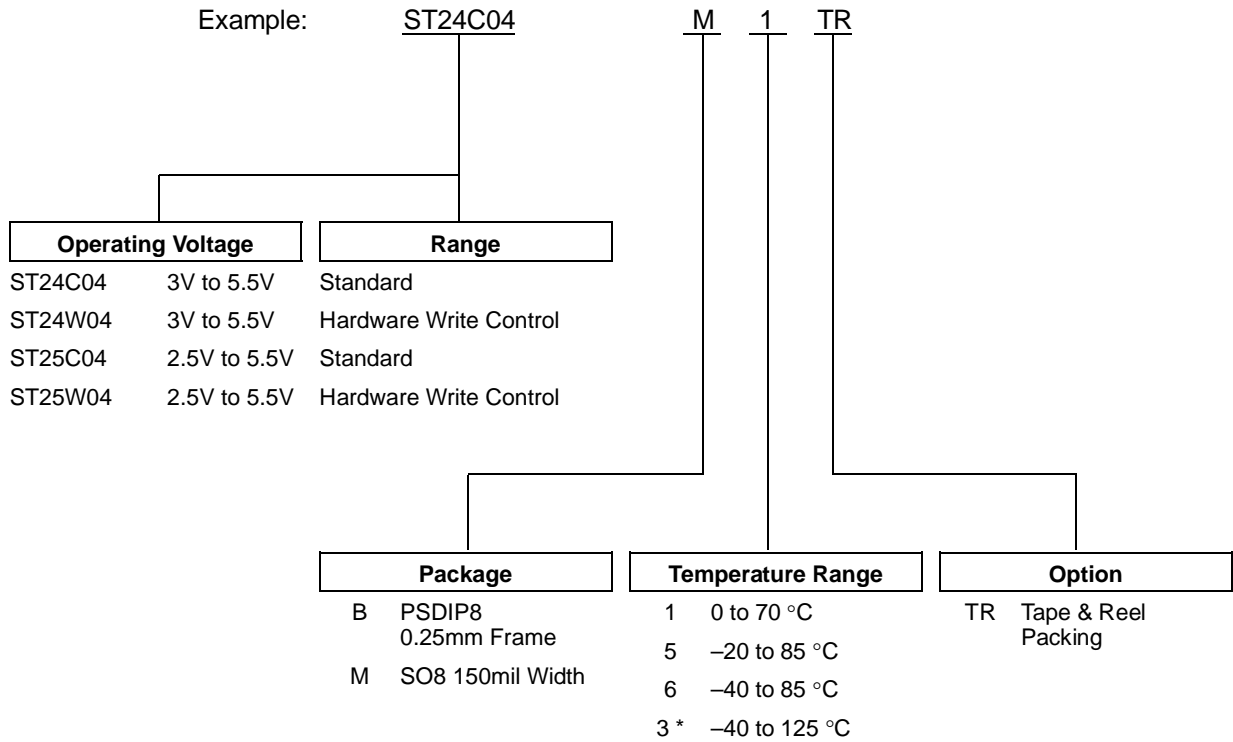 Example: ST24C04 M 1 TR
Operating Voltage Range
ST24C04 3V to 5.5V Standard
ST24W04 3V to 5.5V Hardware Write Control
ST25C04 2.5V to 5.5V Standard
ST25W04 2.5V to 5.5V Hardware Write Control
Package
B PSDIP8
0.25mm Frame
M SO8 150mil Width
Temperature Range
1 0 to 70 °C
5 –20 to 85 °C
6 –40 to 85 °C
3 * –40 to 125 °C
Option
TR Tape & Reel
Packing